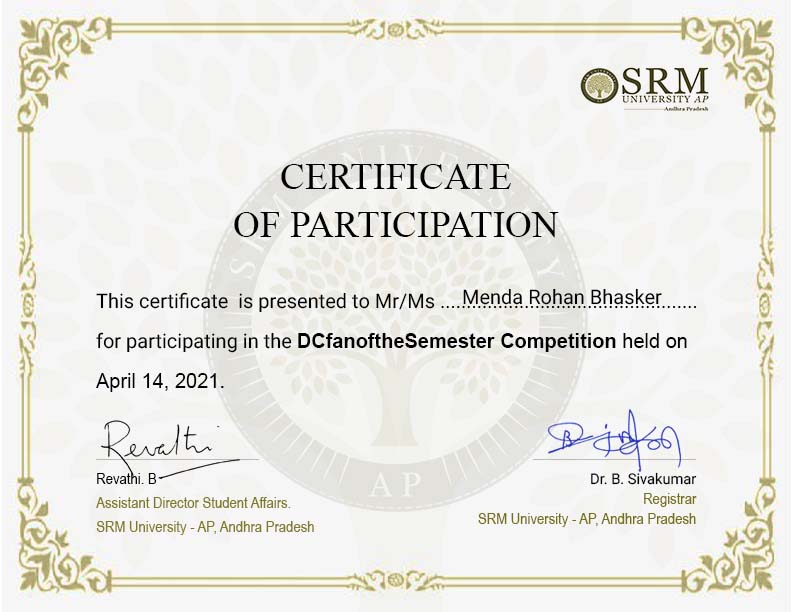 SRM
UNIVERSITY AP
Andhra Pradesh
SRM UNIVERSITY
CERTIFICATE
OF PARTICIPATION
This certificate is presented to Mr/Ms ....Menda Rohan Bhasker......
for participating in the DCfanoftheSemester Competition held on
April 14, 2021.
Revathi
Revathi. B
Dr. B. Sivakumar
Assistant Director Student Affairs.
Registrar
SRM University - AP, Andhra Pradesh
SRM University - AP, Andhra Pradesh
AP